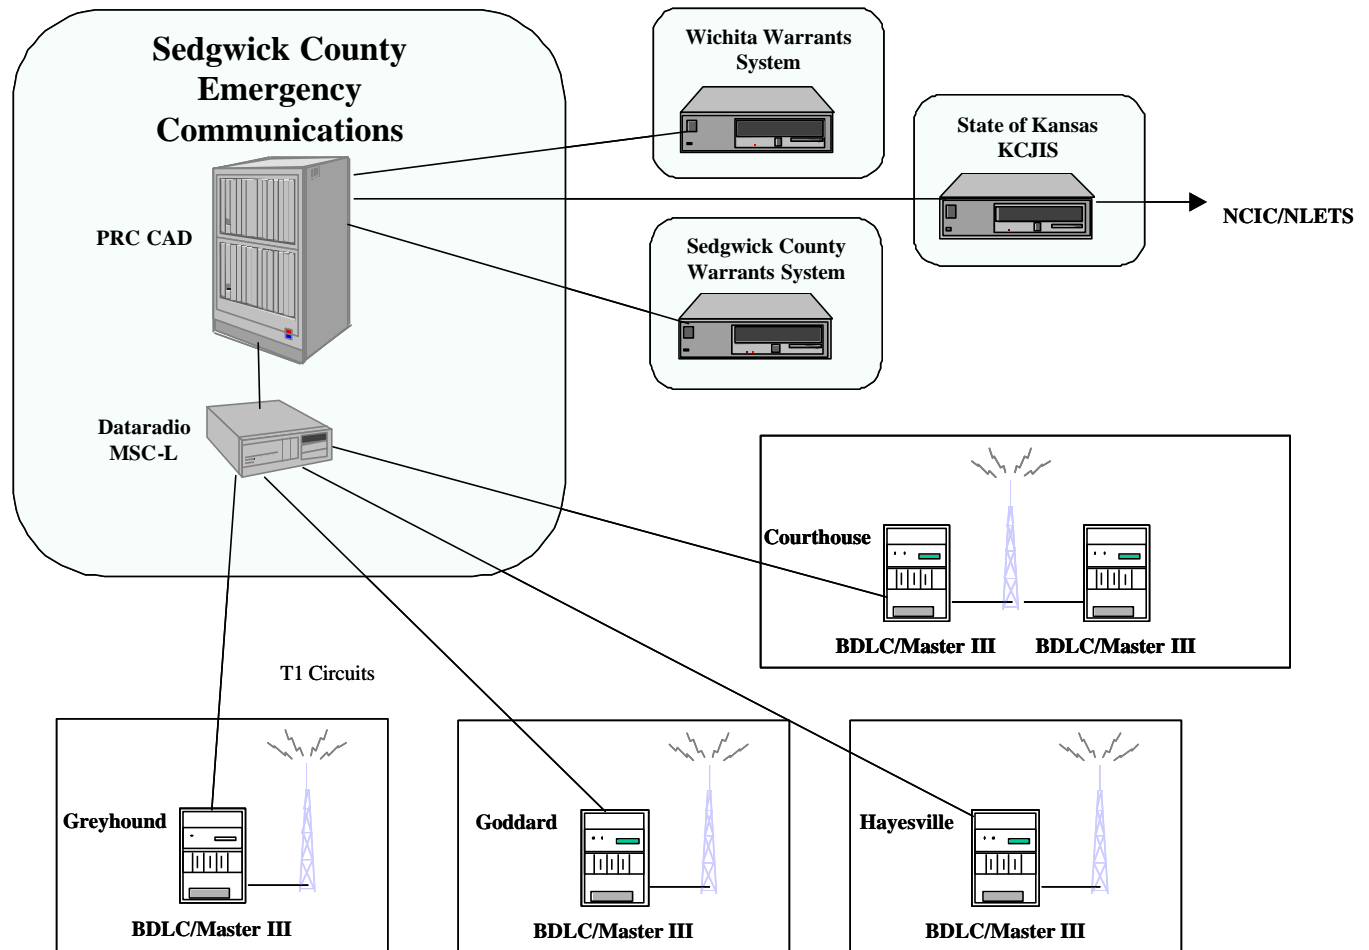 Sedgwick County
Emergency
Communications
Wichita Warrants
System
State of Kansas
KCJIS
NCIC/NLETS
PRC CAD
Sedgwick County
Warrants System
Dataradio
MSC-L
Courthouse
BDLC/Master III
BDLC/Master III
T1 Circuits
Greyhound
BDLC/Master III
Goddard
BDLC/Master III
Hayesville
BDLC/Master III